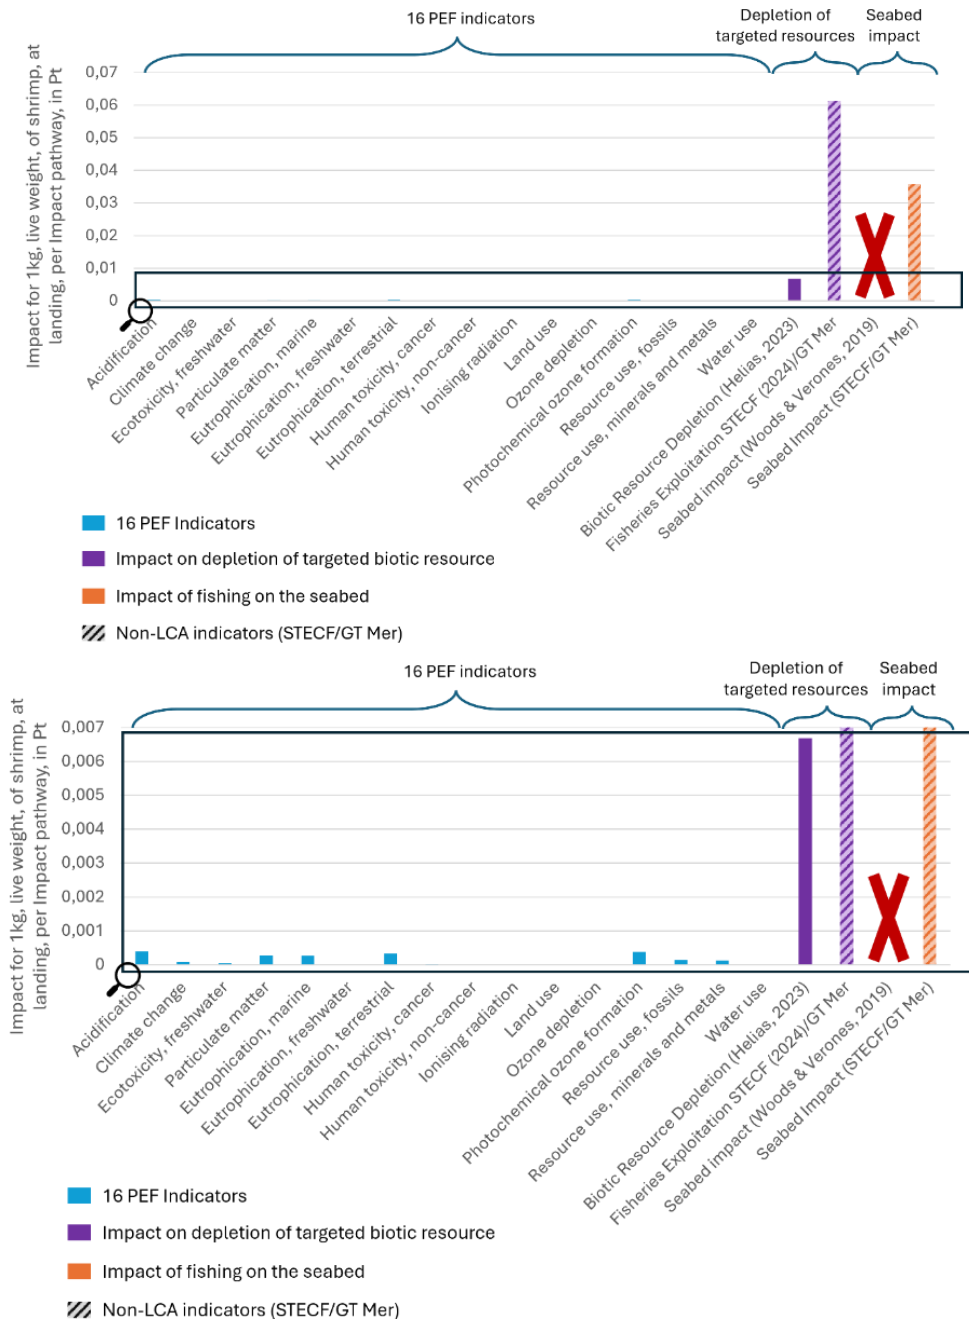 16 PEF indicators
Depletion of
targeted resources
Seabed
impact
Impact for 1kg, live weight, of shrimp, at
landing, per Impact pathway, in Pt
0,07
0,06
0,05
0,04
0,03
0,02
0,01
0
Acidification
Climate change
Ecotoxicity, freshwater
Particulate matter
Eutrophication, marine
Eutrophication, freshwater
Eutrophication, terrestrial
Human toxicity, cancer
Human toxicity, non-cancer
Ionising radiation
Land use
Ozone depletion
Photochemical ozone formation
Resource use, fossils
Resource use, minerals and metals
Water use
Biotic Resource Depletion (Helias, 2023)
Fisheries Exploitation STECF (2024)/GT Mer
Seabed impact (Woods & Verones, 2019)
Seabed Impact (STECF/GT Mer)
16 PEF Indicators
Impact on depletion of targeted biotic resource
Impact of fishing on the seabed
Non-LCA indicators (STECF/GT Mer)
16 PEF indicators
Depletion of
targeted resources
Seabed
impact
Impact for 1kg, live weight, of shrimp, at
landing, per Impact pathway, in Pt
0,007
0,006
0,005
0,004
0,003
0,002
0,001
0
Acidification
Climate change
Ecotoxicity, freshwater
Particulate matter
Eutrophication, marine
Eutrophication, freshwater
Eutrophication, terrestrial
Human toxicity, cancer
Human toxicity, non-cancer
Ionising radiation
Land use
Ozone depletion
Photochemical ozone formation
Resource use, fossils
Resource use, minerals and metals
Water use
Biotic Resource Depletion (Helias, 2023)
Fisheries Exploitation STECF (2024)/GT Mer
Seabed impact (Woods & Verones, 2019)
Seabed Impact (STECF/GT Mer)
16 PEF Indicators
Impact on depletion of targeted biotic resource
Impact of fishing on the seabed
Non-LCA indicators (STECF/GT Mer)